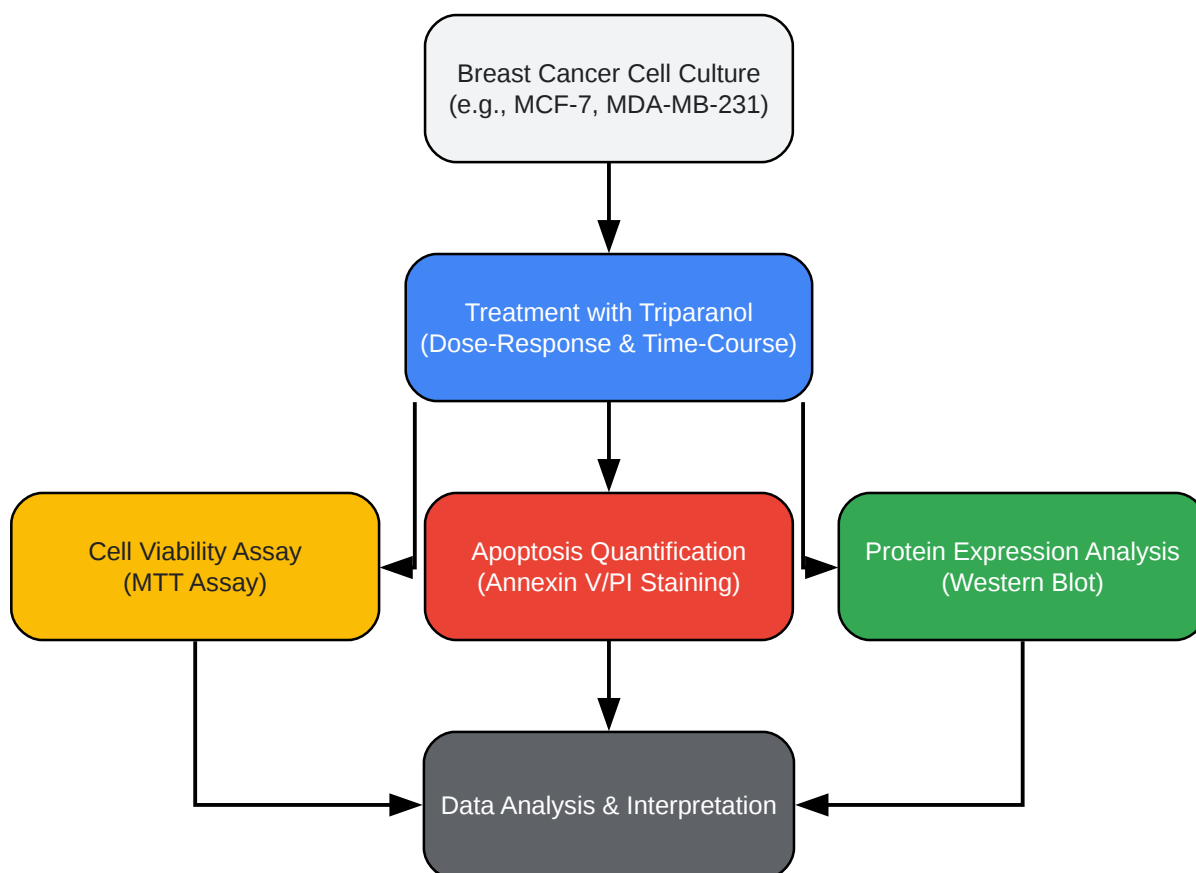 Breast Cancer Cell Culture
(e.g., MCF-7, MDA-MB-231)
Treatment with Triparanol
(Dose-Response & Time-Course)
Cell Viability Assay
(MTT Assay)
Apoptosis Quantification
(Annexin V/PI Staining)
Protein Expression Analysis
(Western Blot)
Data Analysis & Interpretation